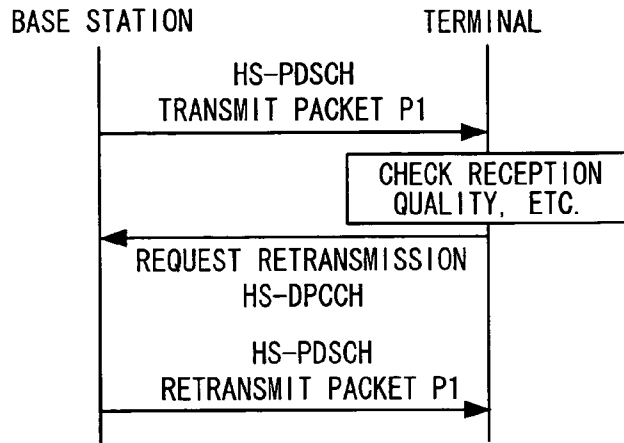 BASE STATION
TERMINAL
HS-PDSCH
TRANSMIT PACKET P1
CHECK RECEPTION
QUALITY, ETC.
REQUEST RETRANSMISSION
HS-DPCCH
HS-PDSCH
RETRANSMIT PACKET P1